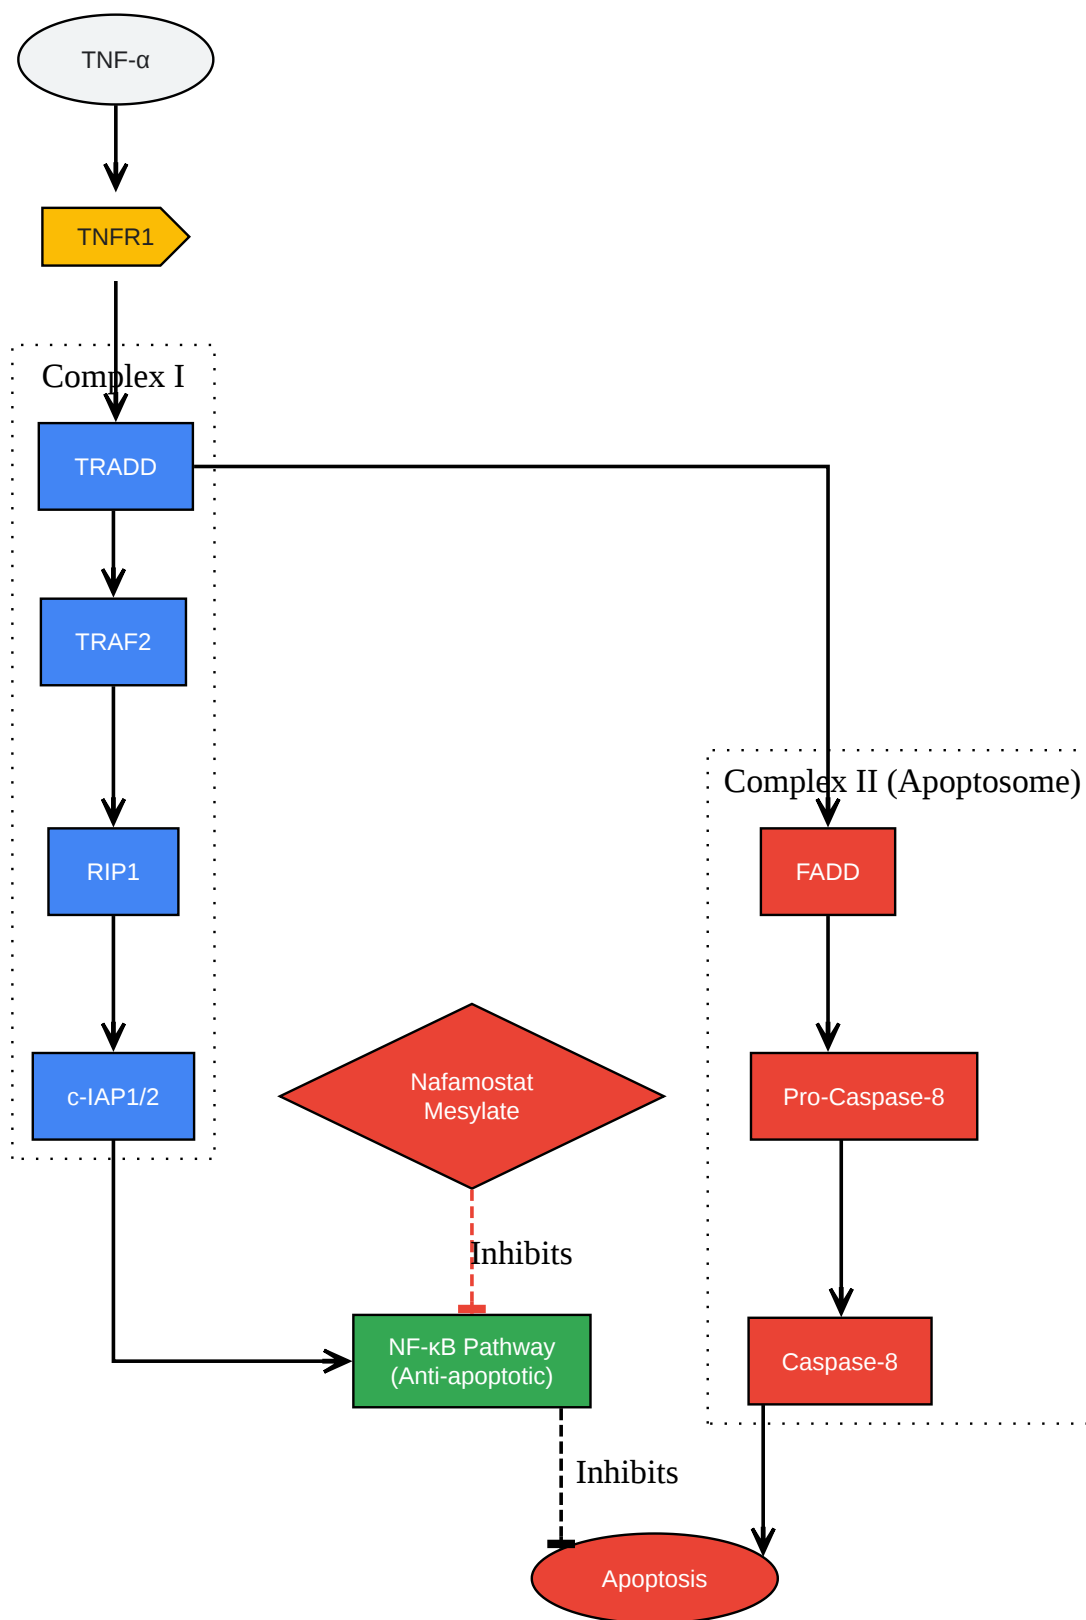 TNF-α
TNFR1
Complex I
TRADD
TRAF2
Complex II (Apoptosome)
RIP1
FADD
Nafamostat
Mesylate
c-IAP1/2
Pro-Caspase-8
Inhibits
NF-κB Pathway
(Anti-apoptotic)
Caspase-8
Inhibits
Apoptosis